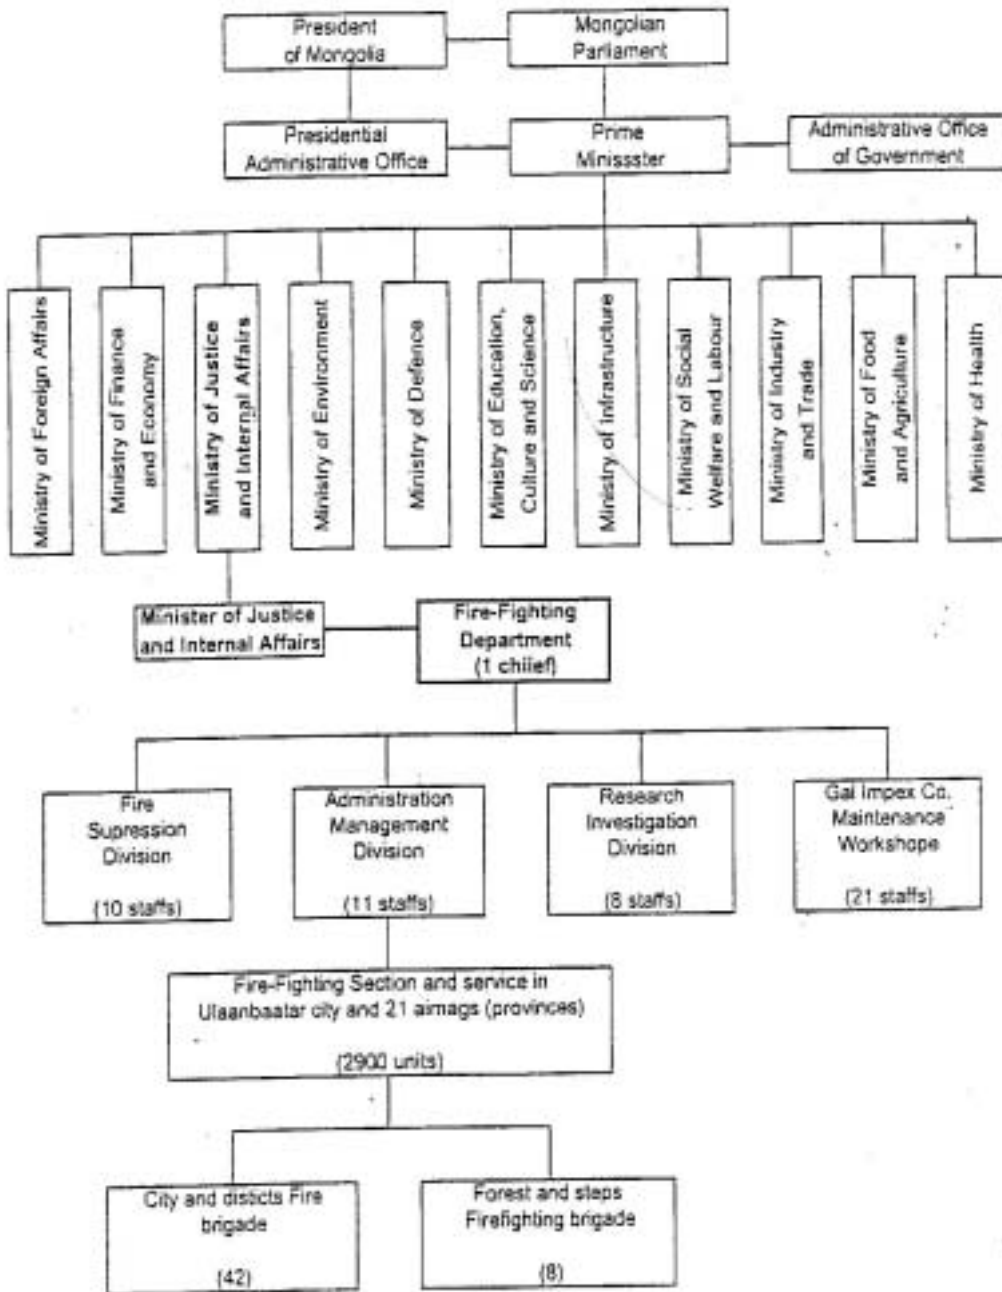 President
of Mongolia
Mongolian
Parliament
Presidential
Administrative Office
Prime
Minissster
Administrative Office
of Government
Ministry of Foreign Affairs
Ministry of Finance
and Economy
Ministry of Justice
and Internal Affairs
Ministry of Environment
Ministry of Defence
Ministry of Education,
Culture and Science
Ministry of Infrastructure
Ministry of Social
Welfare and Labour
Ministry of Industry
and Trade
Ministry of Food
and Agriculture
Ministry of Health
Minister of Justice
and Internal Affairs
Fire-Fighting
Department
(1 chiief)
Fire
Supression
Division
(10 staffs)
Administration
Management
Division
(11 staffs)
Research
Investigation
Division
(8 staffs)
Gal Impex Co.
Maintenance
Workshope
(21 staffs)
Fire-Fighting Section and service in
Ulaanbaatar city and 21 aimags (provinces)
(2900 units)
City and disticts Fire
brigade
(42)
Forest and steps
Firefighting brigade
(8)